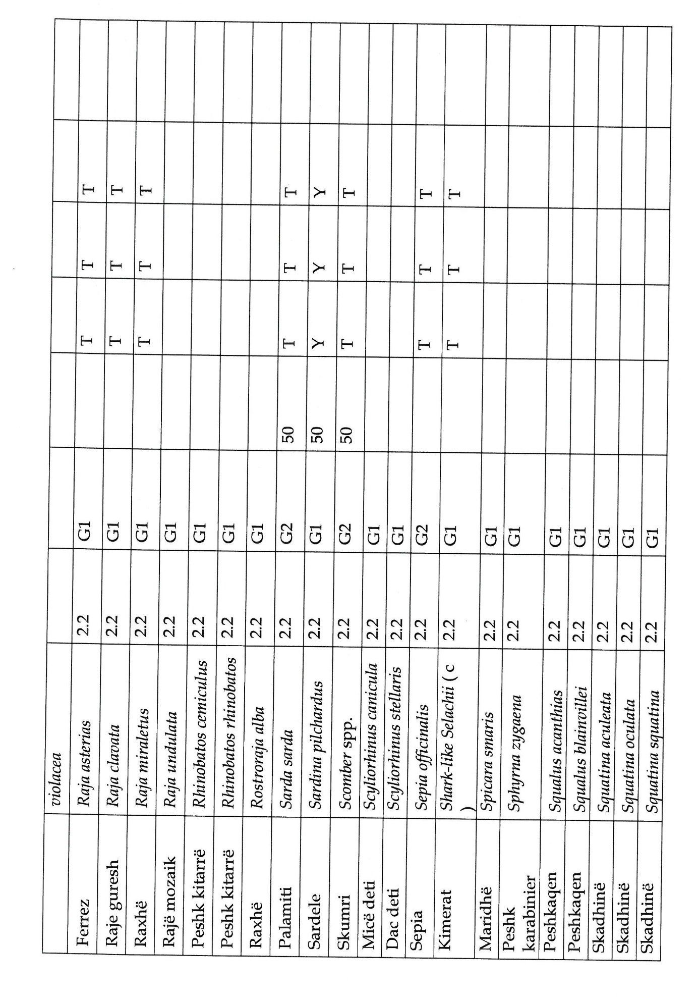 violacea
Ferrez Raja asterias 2.2 G1 T T T
Raje guresh Raja clavata 2.2 G1 T T T
Raxhë Raja miraletus 2.2 G1 T T T
Rajë mozaik Raja undulata 2.2 G1
Peshk kitarrë Rhinobatos cemiculus 2.2 G1
Peshk kitarrë Rhinobatos rhinobatos 2.2 G1
Raxhë Rostroraja alba 2.2 G1
Palamiti Sarda sarda 2.2 G2 50 T T T
Sardele Sardina pilchardus 2.2 G1 50 Y Y Y
Skumri Scomber spp. 2.2 G2 50 T T T
Micë deti Scyliorhinus canicula 2.2 G1
Dac deti Scyliorhinus stellaris 2.2 G1
Sepia Sepia officinalis 2.2 G2 T T T
Kimerat Shark-like Selachii ( c 2.2 G1 T T T
)
Maridhë Spicara smaris 2.2 G1
Peshk Sphyrna zygaena 2.2 G1
karabinier
Peshkaqen Squalus acanthias 2.2 G1
Peshkaqen Squalus blainvillei 2.2 G1
Skadhinë Squatina aculeata 2.2 G1
Skadhinë Squatina oculata 2.2 G1
Skadhinë Squatina squatina 2.2 G1